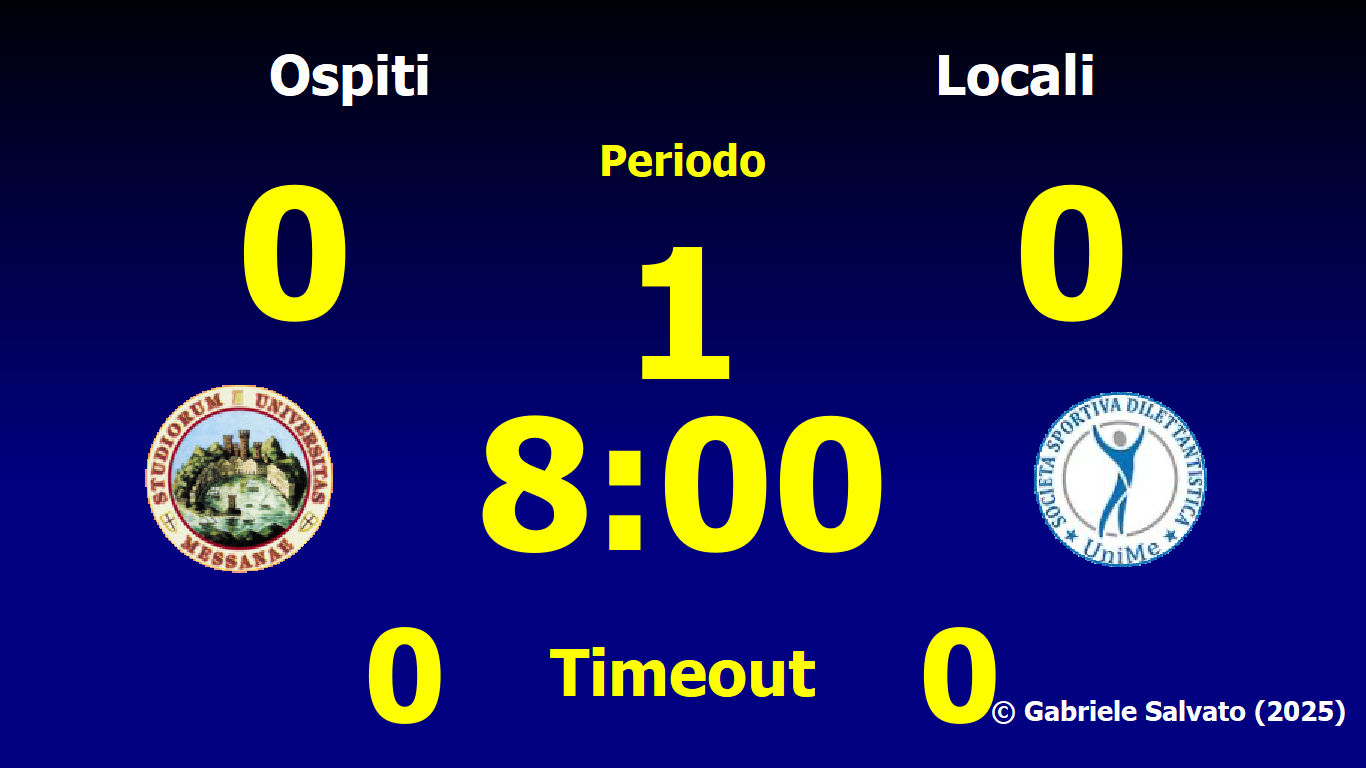 Ospiti
Locali
Periodo
0
1
0
8:00
STUDIORUM UNIVERSITAS
MESSANAE
SOCIETÀ SPORTIVA DILETTANTISTICA
UniMe
0
Timeout
0
© Gabriele Salvato (2025)